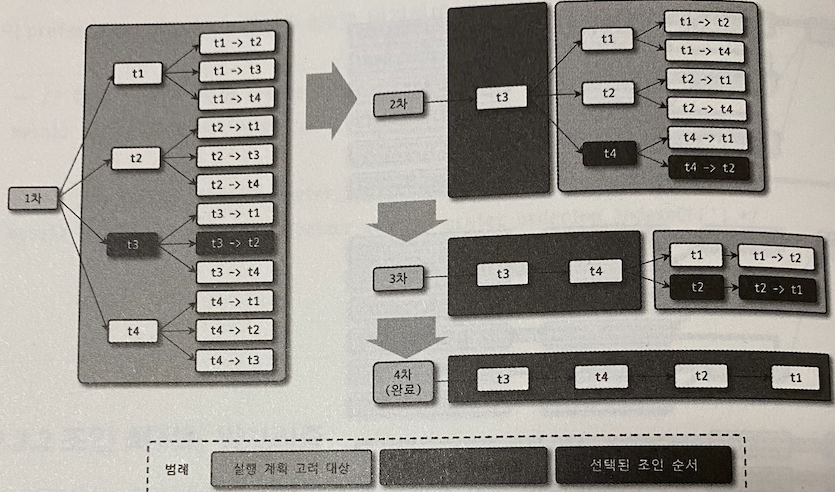 1차
t1
t1 -> t2
t1 -> t3
t1 -> t4
t2
t2 -> t1
t2 -> t3
t2 -> t4
t3
t3 -> t1
t3 -> t2
t3 -> t4
t4
t4 -> t1
t4 -> t2
t4 -> t3
2차
t3
t1
t1 -> t2
t1 -> t4
t2
t2 -> t1
t2 -> t4
t4
t4 -> t1
t4 -> t2
3차
t3
t4
t1
t1 -> t2
t2
t2 -> t1
4차
(완료)
t3
t4
t2
t1
범례
실행 계획 고려 대상
선택된 조인 순서